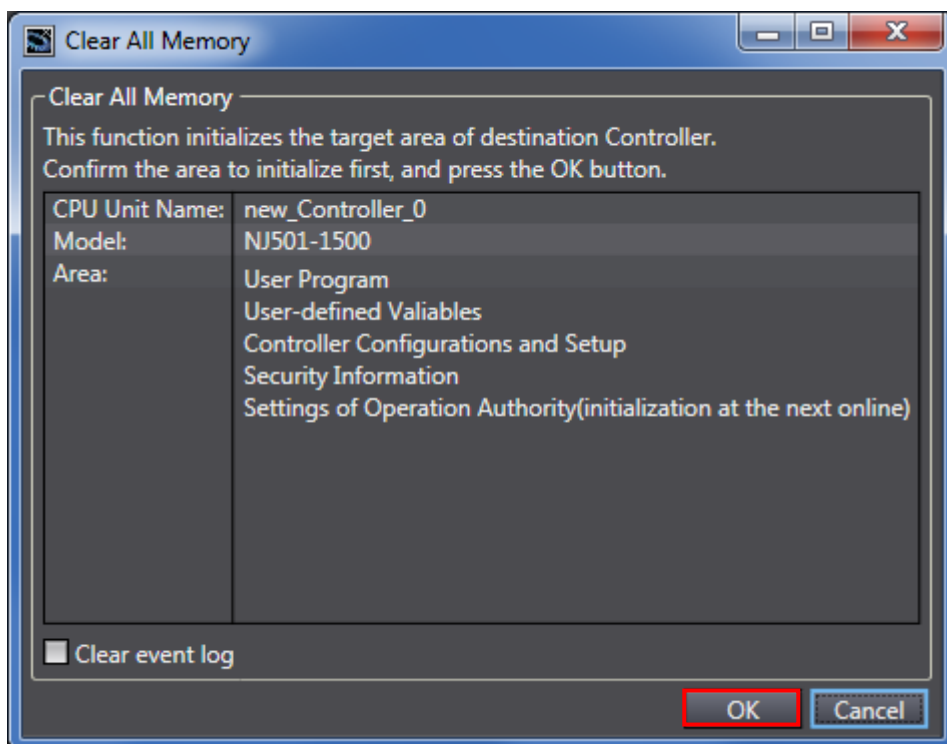 Clear All Memory
Clear All Memory
This function initializes the target area of destination Controller.
Confirm the area to initialize first, and press the OK button.
CPU Unit Name: new_Controller_0
Model: NJ501-1500
Area: User Program
User-defined Valiables
Controller Configurations and Setup
Security Information
Settings of Operation Authority(initialization at the next online)
Clear event log
OK Cancel